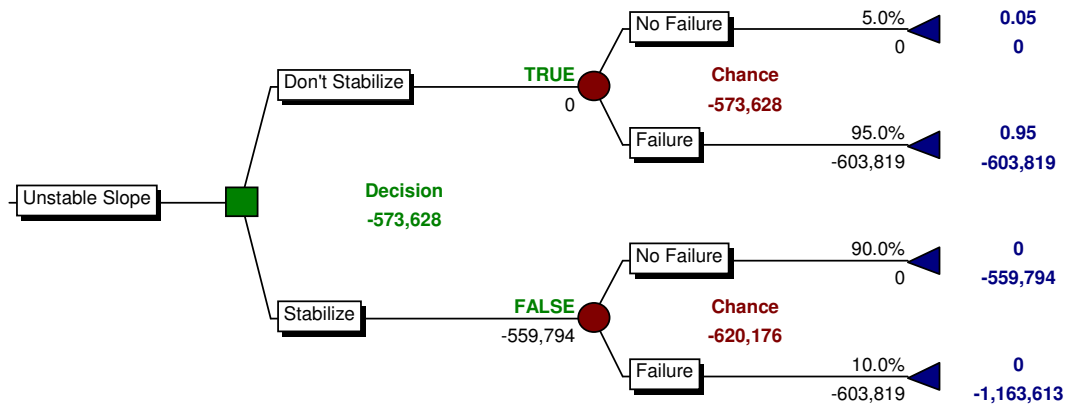 No Failure
5.0%
0.05
0
0
Don't Stabilize
TRUE
Chance
0
-573,628
Failure
95.0%
0.95
-603,819
-603,819
Unstable Slope
Decision
-573,628
No Failure
90.0%
0
0
-559,794
Stabilize
FALSE
Chance
-559,794
-620,176
Failure
10.0%
0
-603,819
-1,163,613